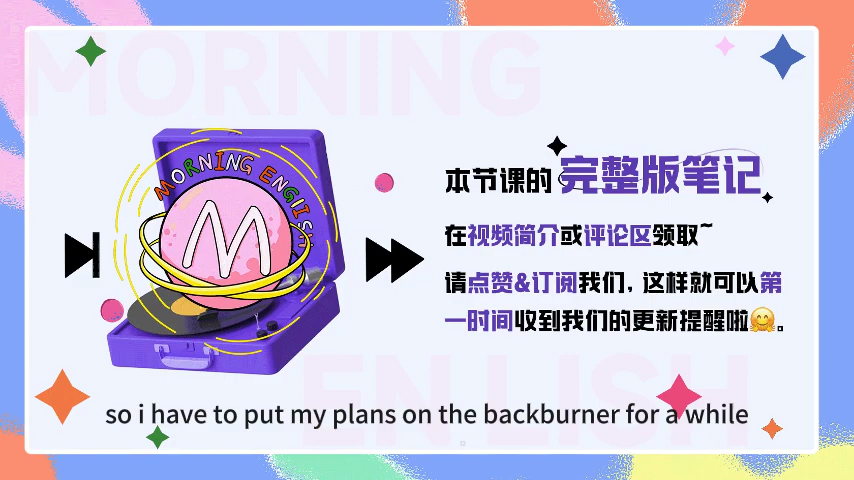 MORNING
MORNING ENGLISH
M
本节课的 完整版笔记
在视频简介或评论区领取~
请点赞&订阅我们，这样就可以第
一时间收到我们的更新提醒啦🤗。
EN LISH
so i have to put my plans on the backburner for a while